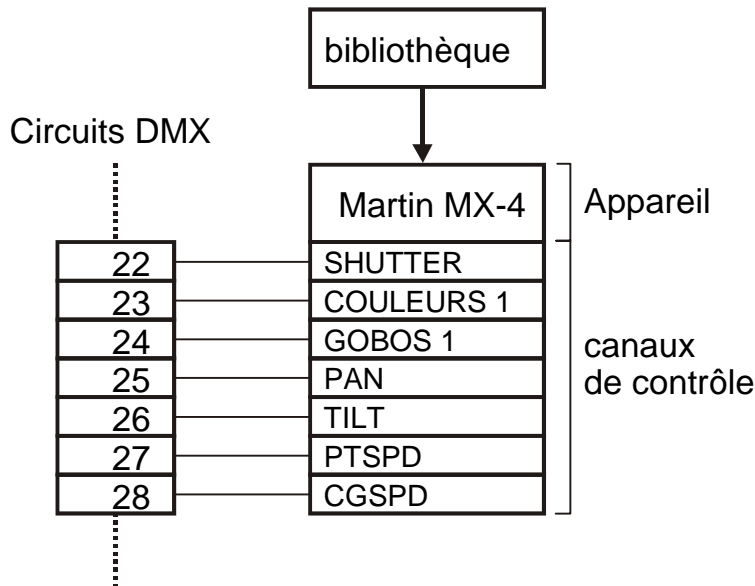 bibliothèque
Circuits DMX
Martin MX-4
Appareil
22 SHUTTER
23 COULEURS 1
24 GOBOS 1
25 PAN
26 TILT
27 PTSPD
28 CGSPD
canaux
de contrôle